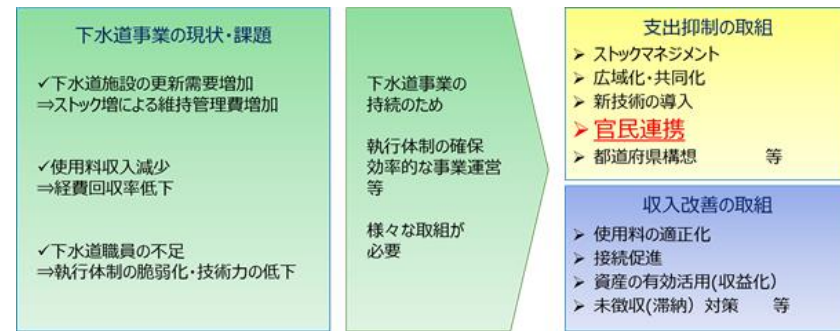 下水道事業の現状・課題
✓下水道施設の更新需要増加
⇒ストック増による維持管理費増加
✓使用料収入減少
⇒経費回収率低下
✓下水道職員の不足
⇒執行体制の脆弱化・技術力の低下
下水道事業の
持続のため
執行体制の確保
効率的な事業運営
等
様々な取組が
必要
支出抑制の取組
➢ ストックマネジメント
➢ 広域化・共同化
➢ 新技術の導入
➢ 官民連携
➢ 都道府県構想 等
収入改善の取組
➢ 使用料の適正化
➢ 接続促進
➢ 資産の有効活用(収益化)
➢ 未徴収(滞納）対策 等